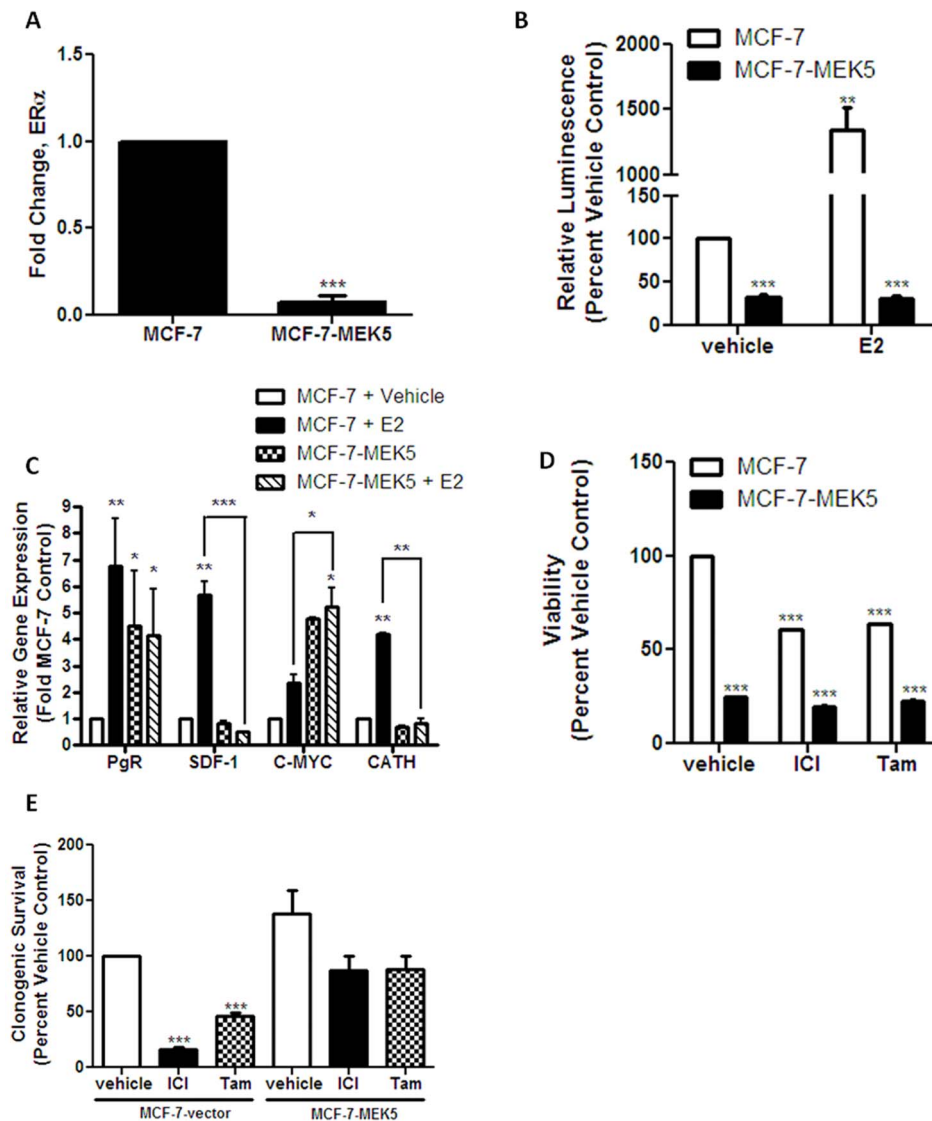 A
Fold Change, ERα
1.5
1.0
0.5
0.0
***
MCF-7
MCF-7-MEK5
B
MCF-7
MCF-7-MEK5
Relative Luminescence
(Percent Vehicle Control)
2000
1500
1000
150
100
50
0
**
***
***
vehicle
E2
MCF-7 + Vehicle
MCF-7 + E2
MCF-7-MEK5
MCF-7-MEK5 + E2
C
Relative Gene Expression
(Fold MCF-7 Control)
9
8
7
6
5
4
3
2
1
0
**
*
*
**
***
*
*
**
**
PgR
SDF-1
C-MYC
CATH
D
MCF-7
MCF-7-MEK5
Viability
(Percent Vehicle Control)
150
100
50
0
***
***
***
***
***
vehicle
ICI
Tam
E
Clonogenic Survival
(Percent Vehicle Control)
200
150
100
50
0
***
***
vehicle
ICI
Tam
vehicle
ICI
Tam
MCF-7-vector
MCF-7-MEK5